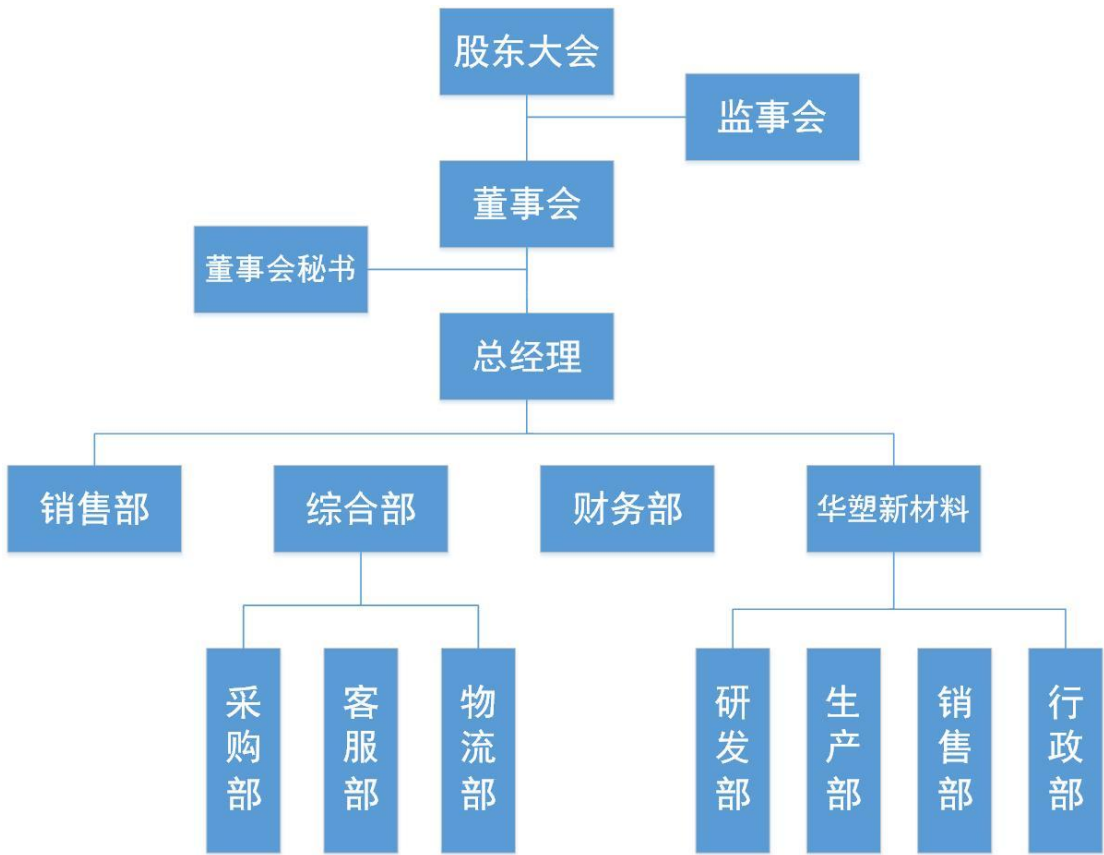 股东大会
监事会
董事会
董事会秘书
总经理
销售部
综合部
财务部
华塑新材料
采购部
客服部
物流部
研发部
生产部
销售部
行政部